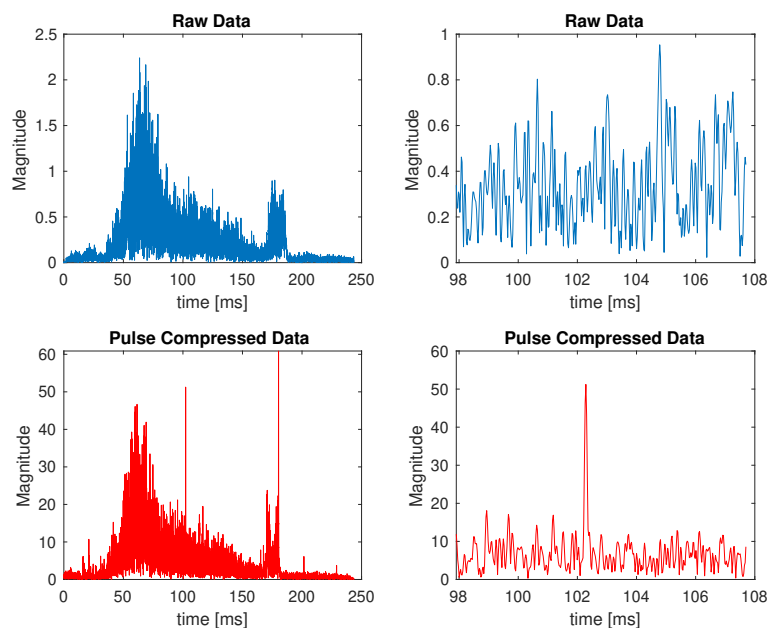 Raw Data
2.5
2
1.5
1
0.5
0
Magnitude
0 50 100 150 200 250
time [ms]
Raw Data
1
0.8
0.6
0.4
0.2
0
Magnitude
98 100 102 104 106 108
time [ms]
Pulse Compressed Data
60
50
40
30
20
10
0
Magnitude
0 50 100 150 200 250
time [ms]
Pulse Compressed Data
60
50
40
30
20
10
0
Magnitude
98 100 102 104 106 108
time [ms]